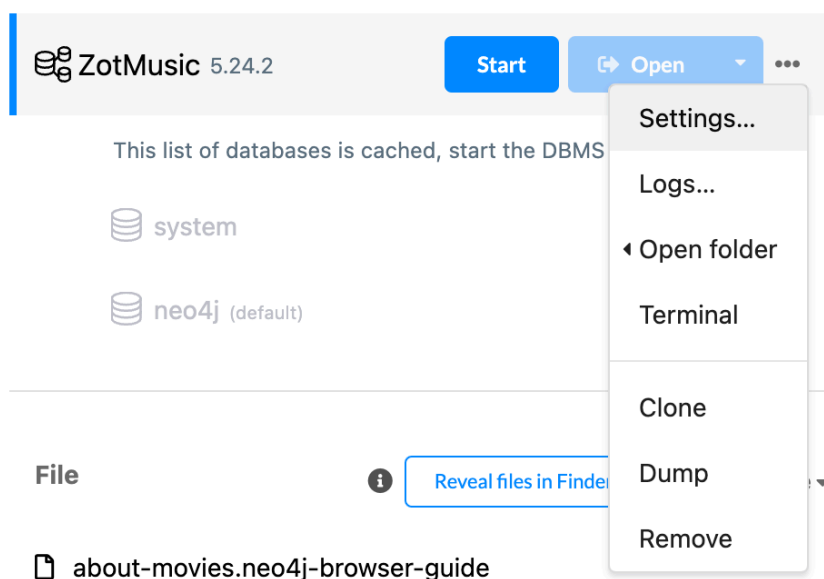 ZotMusic 5.24.2 Start Open
Settings...
This list of databases is cached, start the DBMS
Logs...
system
Open folder
neo4j (default)
Terminal
Clone
File
Reveal files in Finder
Dump
Remove
about-movies.neo4j-browser-guide